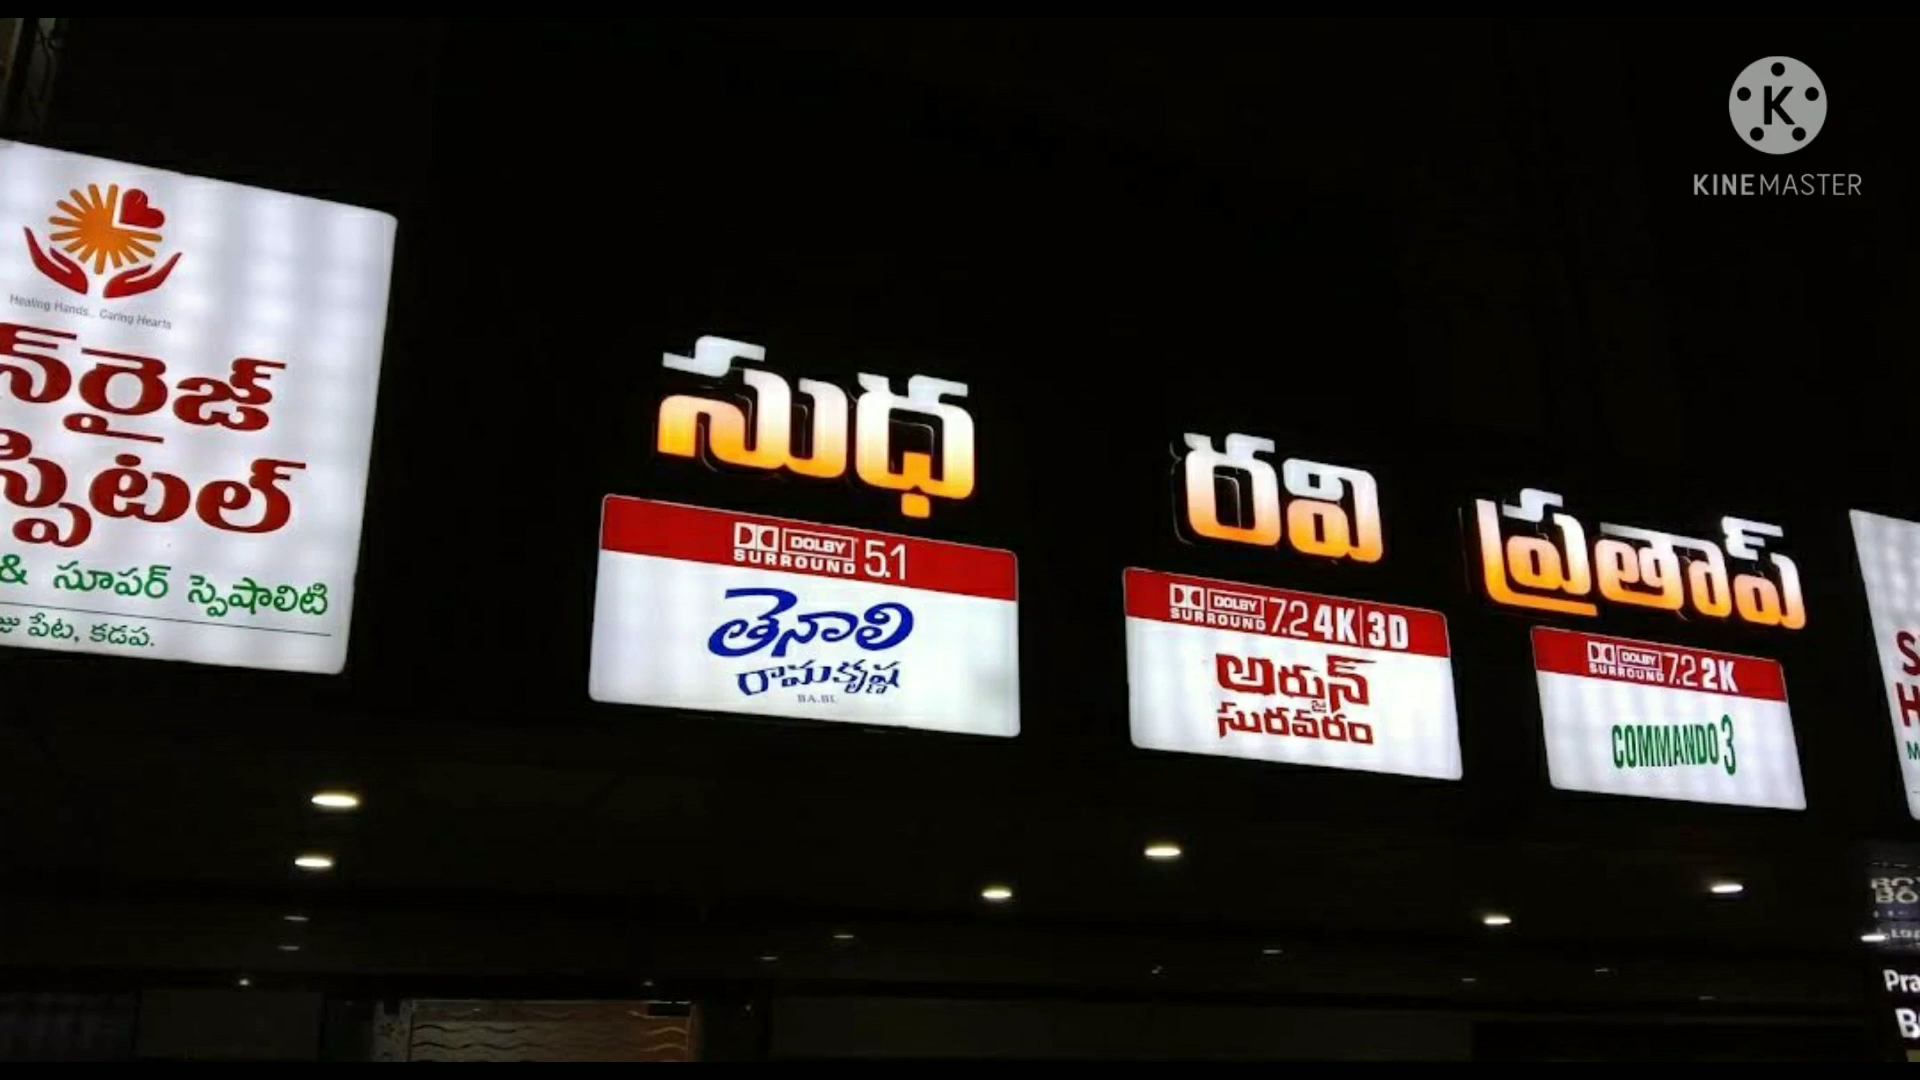 KINEMASTER
Healing Hands.. Caring Hearts
న్‌రైజ్
స్పిటల్
& సూపర్ స్పెషాలిటి
పేట, కడప.
సుధ
DOLBY SURROUND 5.1
తెనాలి
రామకృష్ణ
BA.BL
రవి
DOLBY SURROUND 7.2 4K|3D
అర్జున్
సురవరం
ప్రతాప్
DOLBY SURROUND 7.2 2K
COMMANDO 3